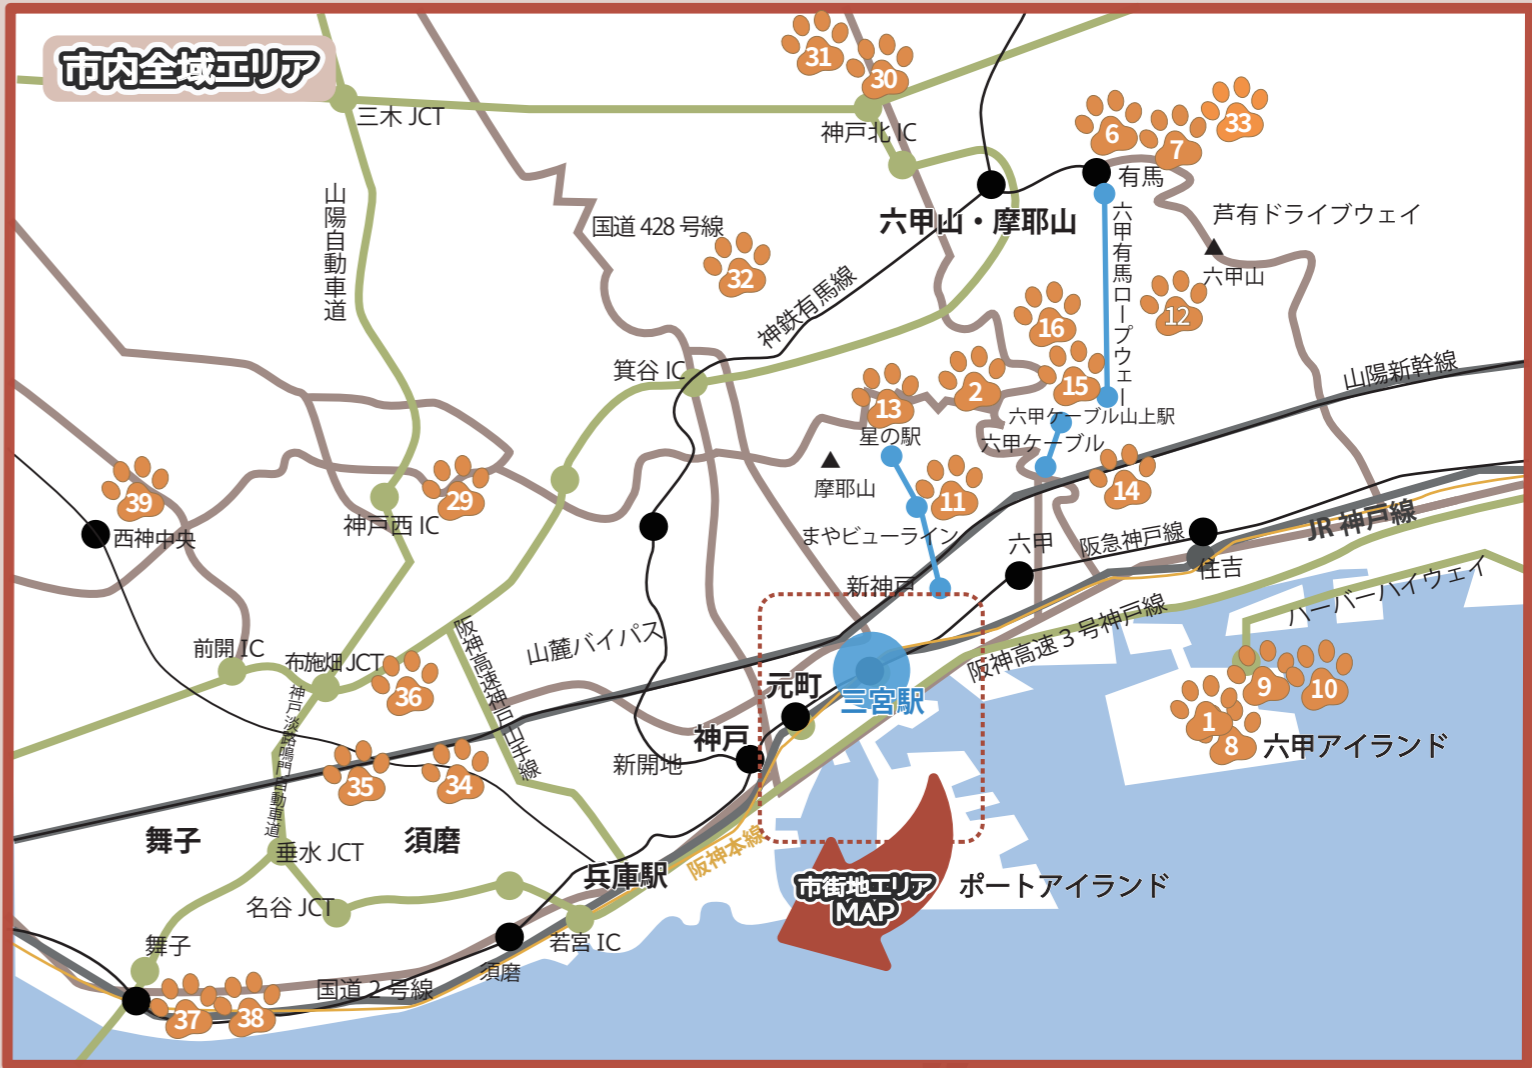 市内全域エリア
31
30
三木 JCT
神戸北 IC
6
7
33
有馬
山陽自動車道
国道 428 号線
六甲山・摩耶山
六甲有馬ロープウェー
芦有ドライブウェイ
六甲山
32
神鉄有馬線
12
16
箕谷 IC
13
2
15
山陽新幹線
六甲ケーブル山上駅
星の駅
六甲ケーブル
39
29
摩耶山
11
14
西神中央
神戸西 IC
まやビューライン
六甲
阪急神戸線
JR 神戸線
住吉
新神戸
ハーバーハイウェイ
前開 IC
布施畑 JCT
阪神高速神戸山手線
山麓バイパス
阪神高速 3 号神戸線
36
神戸淡路鳴門自動車道
元町
三宮駅
9
10
1
8
六甲アイランド
神戸
新開地
35
34
舞子
須磨
垂水 JCT
阪神本線
兵庫駅
市街地エリア
MAP
ポートアイランド
名谷 JCT
舞子
若宮 IC
須磨
国道 2 号線
37
38